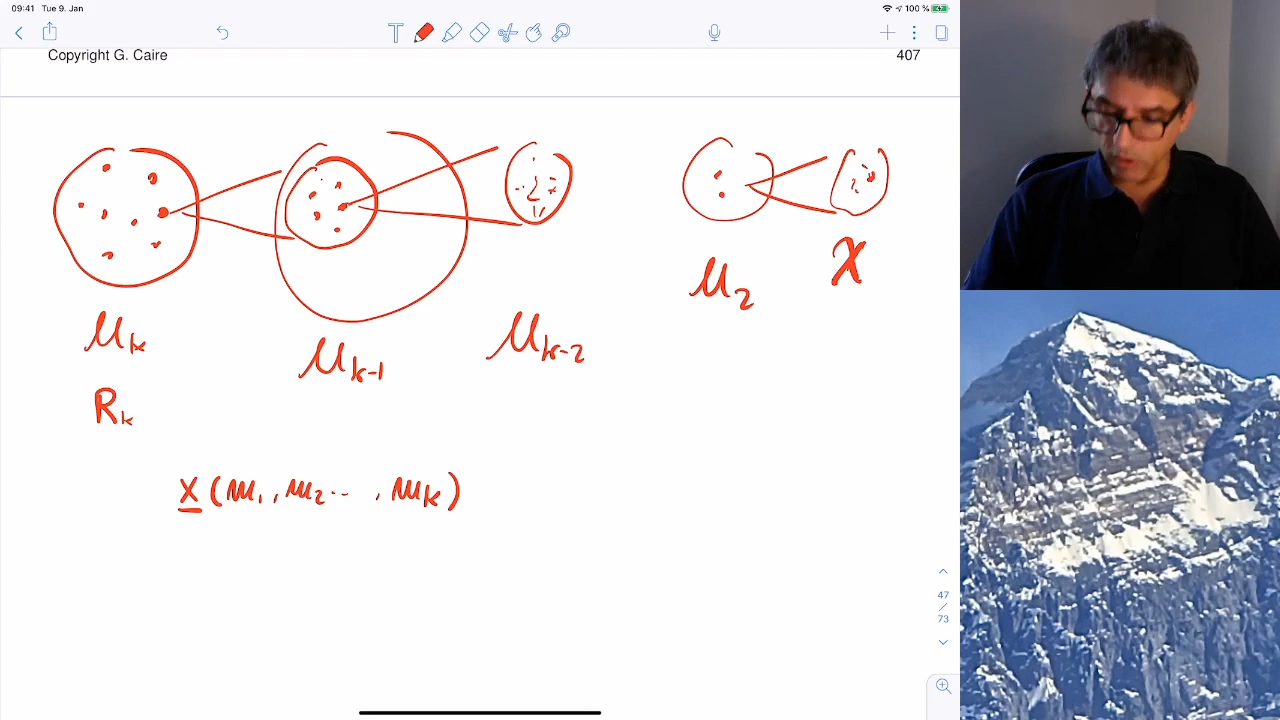 09:41 Tue 9. Jan 100 %
T
Copyright G. Caire 407
U_k
U_{k-1}
U_{k-2}
U_2
X
R_k
X (m_1, m_2 .. , m_k)
47
/
73